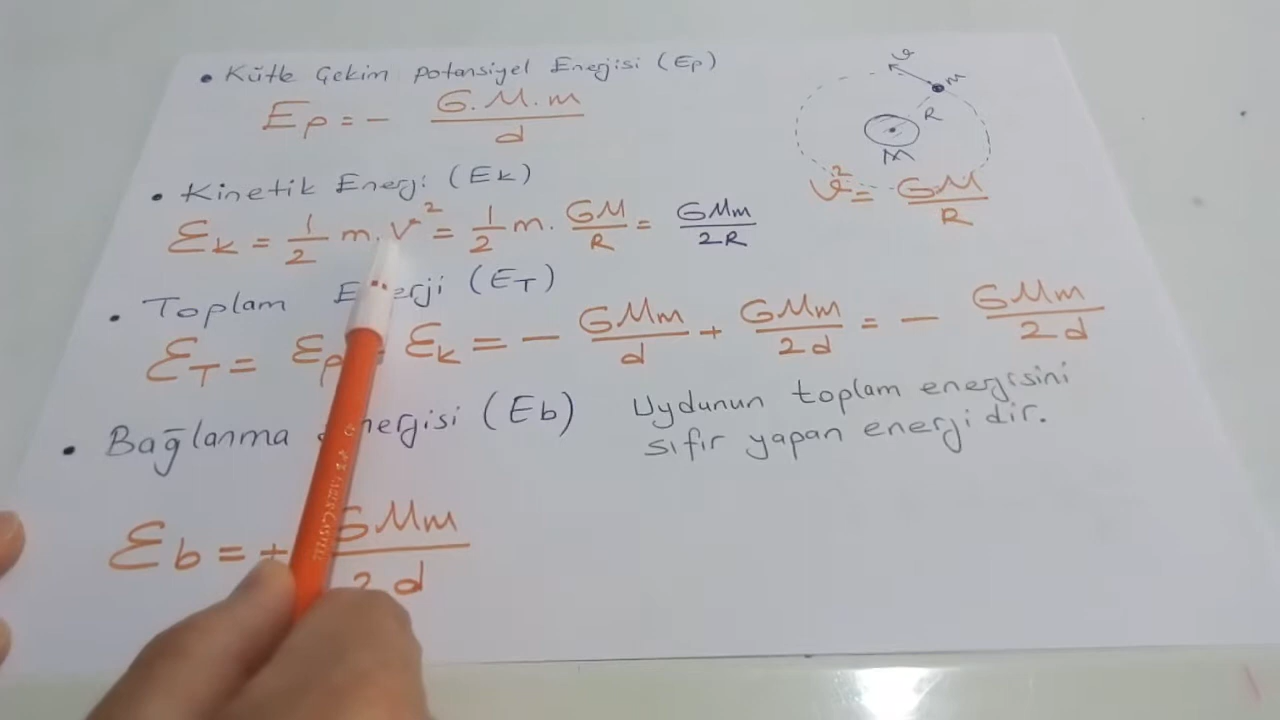 • Kütle Çekim Potansiyel Enerjisi (Ep)
Ep = - G.M.m / d
• Kinetik Enerji (Ek)
Ek = 1/2 m.v² = 1/2 m. GM/R = GMm/2R
• Toplam Enerji (ET)
ET = Ep Ek = - GMm/d + GMm/2d = - GMm/2d
• Bağlanma (Eb)
Uydunun toplam enerjisini
sıfır yapan enerjidir.
Eb = + GMm/2d
v
m
R
M
v² = GM/R